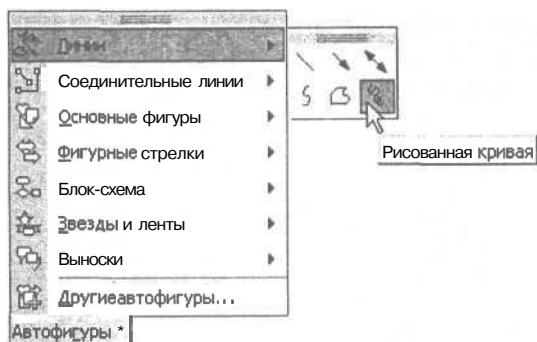 Линии
Соединительные линии
Основные фигуры
Фигурные стрелки
Рисованная кривая
Блок-схема
Звезды и ленты
Выноски
Другиеавтофигуры...
Автофигуры *